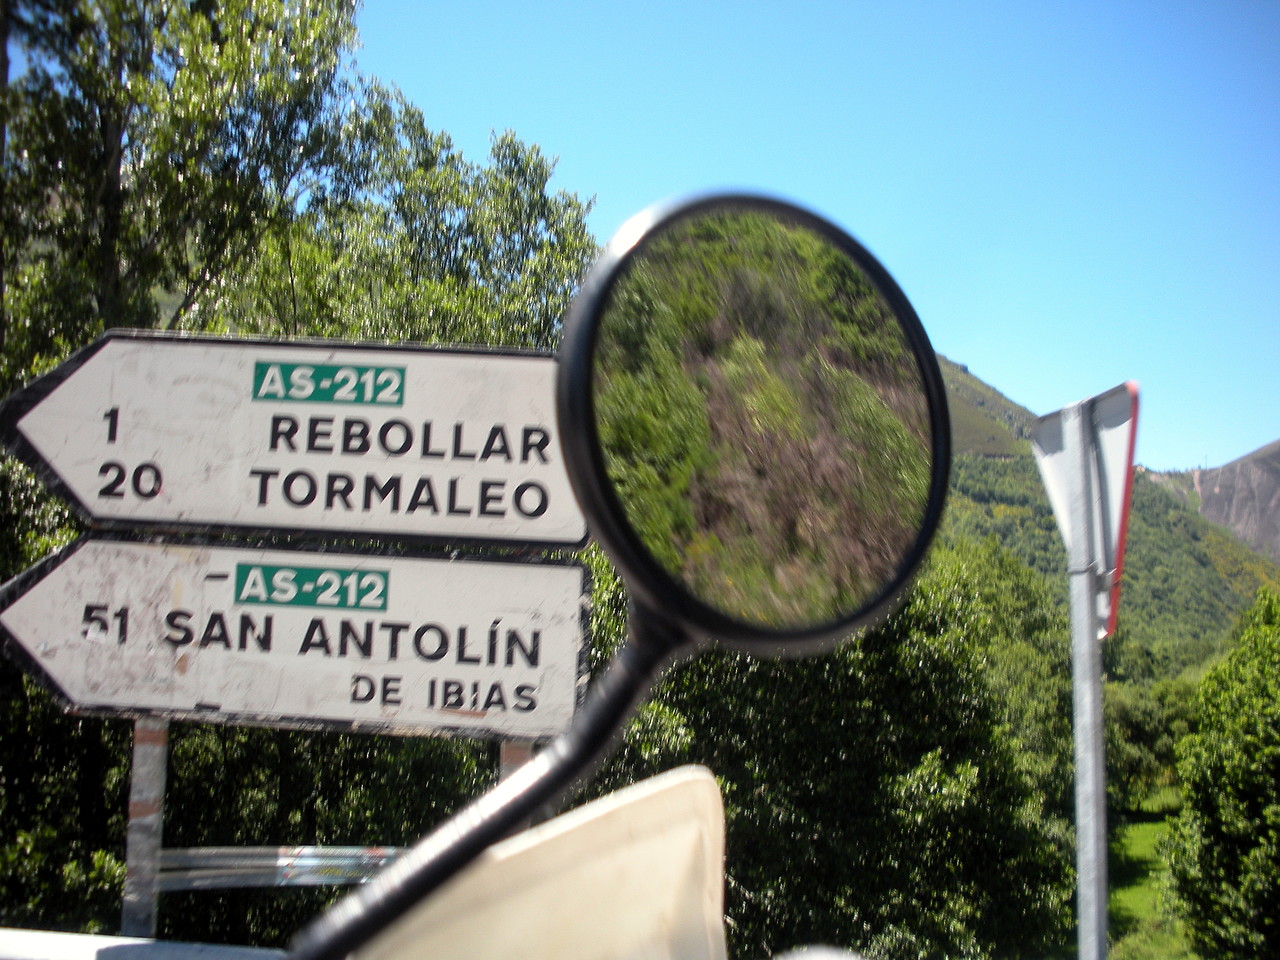 AS-212
1 REBOLLAR
20 TORMALEO
AS-212
51 SAN ANTOLÍN
DE IBIAS